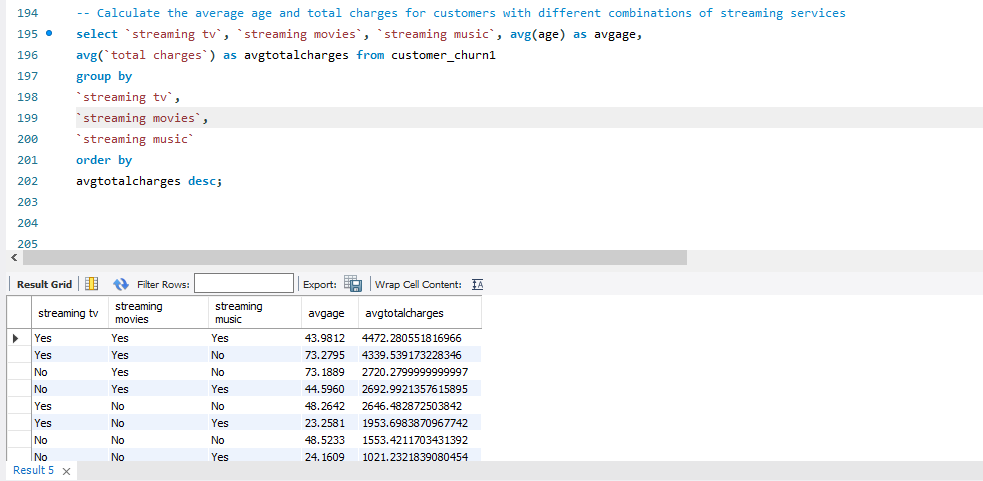 194 -- Calculate the average age and total charges for customers with different combinations of streaming services
195 select `streaming tv`, `streaming movies`, `streaming music`, avg(age) as avgage,
196 avg(`total charges`) as avgtotalcharges from customer_churn1
197 group by
198 `streaming tv`,
199 `streaming movies`,
200 `streaming music`
201 order by
202 avgtotalcharges desc;
203
204
205
Result Grid Filter Rows: Export: Wrap Cell Content:
streaming tv streaming movies streaming music avgage avgtotalcharges
Yes Yes Yes 43.9812 4472.280551816966
Yes Yes No 73.2795 4339.539173228346
No Yes No 73.1889 2720.2799999999997
No Yes Yes 44.5960 2692.9921357615895
Yes No No 48.2642 2646.482872503842
Yes No Yes 23.2581 1953.6983870967742
No No No 48.5233 1553.4211703431392
No No Yes 24.1609 1021.2321839080454
Result 5